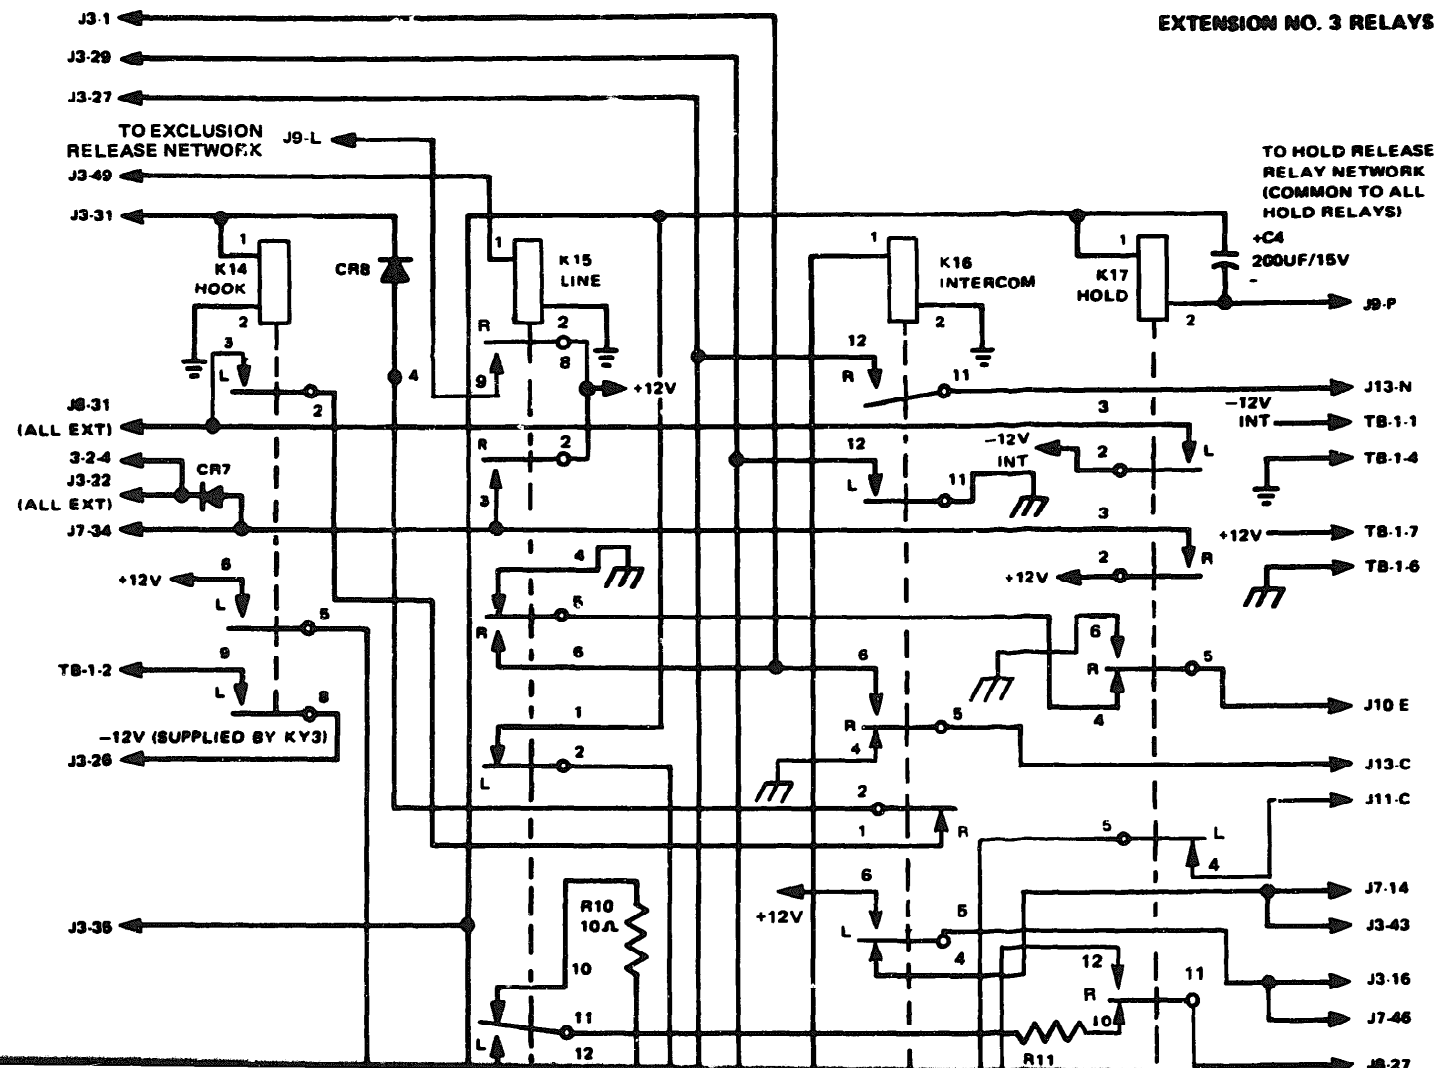 EXTENSION NO. 3 RELAYS
J3-1
J3-29
J3-27
TO EXCLUSION
RELEASE NETWORK
J9-L
J3-49
J3-31
TO HOLD RELEASE
RELAY NETWORK
(COMMON TO ALL
HOLD RELAYS)
+C4
200UF/15V
-
1
K14
HOOK
2
CR8
1
K15
LINE
2
1
K16
INTERCOM
2
1
K17
HOLD
2
J9-P
3
L
2
4
R
8
9
+12V
12
R
11
J13-N
-12V
INT
TB-1-1
J8-31
(ALL EXT)
3-2-4
CR7
J3-22
(ALL EXT)
J7-34
R
2
3
12
L
11
-12V
INT
3
2
L
TB-1-4
3
2
R
+12V
+12V
TB-1-7
TB-1-6
6
+12V
L
5
4
5
R
6
6
R
4
5
J10 E
9
TB-1-2
L
8
-12V (SUPPLIED BY KY3)
J3-26
1
2
L
6
R
5
4
J13-C
2
1
R
5
L
4
J11-C
6
+12V
L
5
4
J7-14
J3-43
J3-35
R10
10Ω
10
11
L
12
12
R
10
11
R11
J3-16
J7-46
J8-27